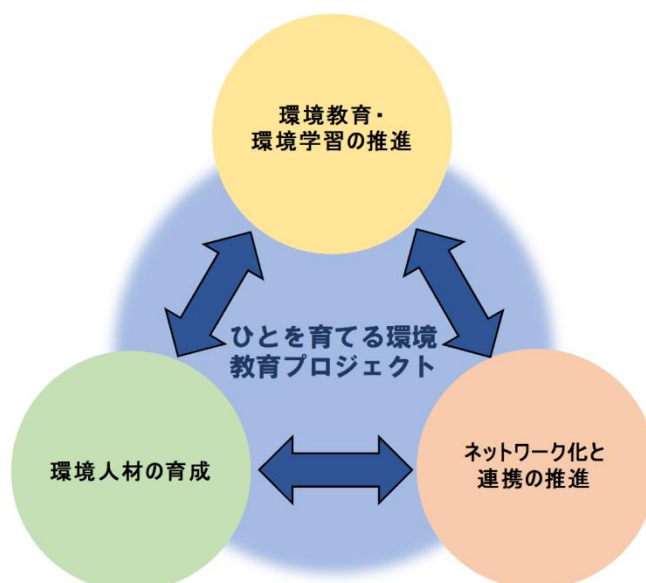 環境教育・
環境学習の推進
ひとを育てる環境
教育プロジェクト
環境人材の育成
ネットワーク化と
連携の推進